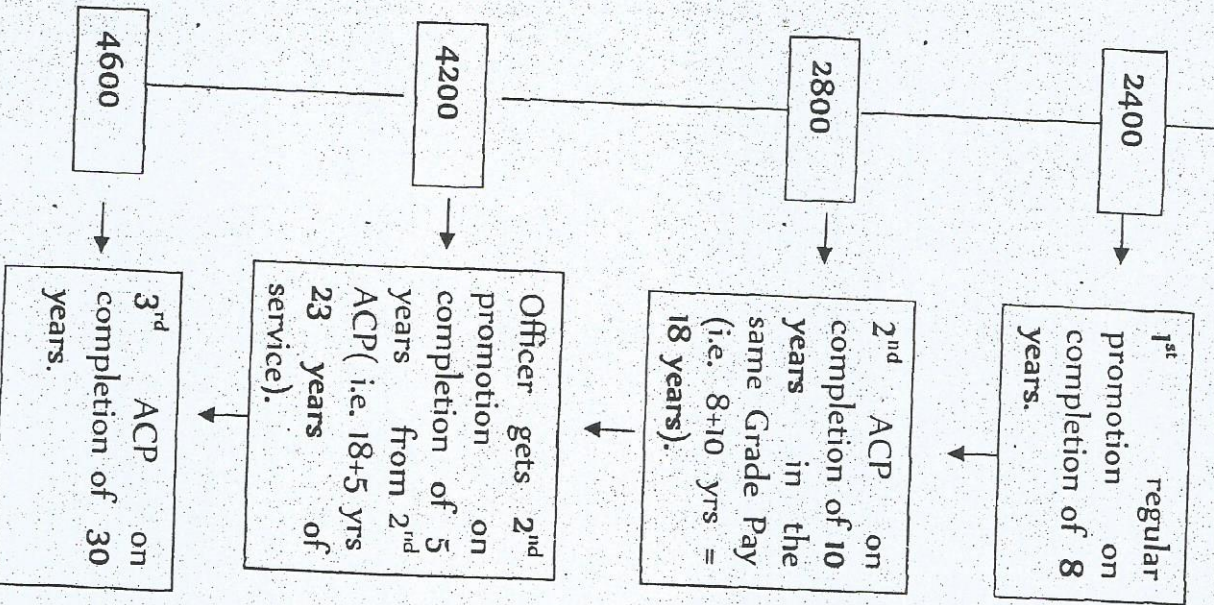 2400
1st regular
promotion on
completion of 8
years.
2800
2nd ACP on
completion of 10
years in the
same Grade Pay
(i.e. 8+10 yrs =
18 years).
4200
Officer gets 2nd
promotion on
completion of 5
years from 2nd
ACP( i.e. 18+5 yrs
23 years of
service).
4600
3rd ACP on
completion of 30
years.